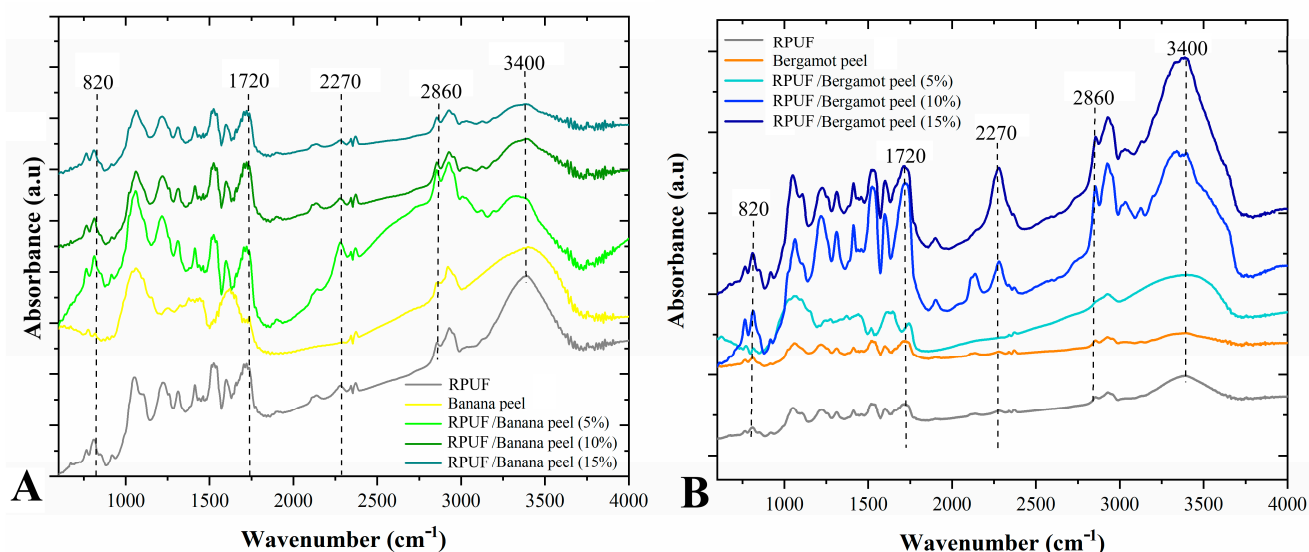 820
1720
2270
2860
3400
Absorbance (a.u)
RPUF
Banana peel
RPUF/Banana peel (5%)
RPUF/Banana peel (10%)
RPUF/Banana peel (15%)
A
1000
1500
2000
2500
3000
3500
4000
Wavenumber (cm⁻¹)
RPUF
Bergamot peel
RPUF/Bergamot peel (5%)
RPUF/Bergamot peel (10%)
RPUF/Bergamot peel (15%)
820
1720
2270
2860
3400
Absorbance (a.u)
B
1000
1500
2000
2500
3000
3500
4000
Wavenumber (cm⁻¹)